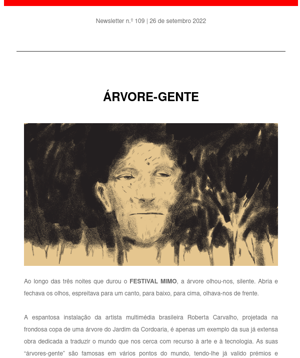 Newsletter n.º 109 | 26 de setembro 2022
ÁRVORE-GENTE
Ao longo das três noites que durou o FESTIVAL MIMO, a árvore olhou-nos, silente. Abria e
fechava os olhos, espreitava para um canto, para baixo, para cima, olhava-nos de frente.
A espantosa instalação da artista multimédia brasileira Roberta Carvalho, projetada na
frondosa copa de uma árvore do Jardim da Cordoaria, é apenas um exemplo da sua já extensa
obra dedicada a traduzir o mundo que nos cerca com recurso à arte e à tecnologia. As suas
“árvores-gente” são famosas em vários pontos do mundo, tendo-lhe já valido prémios e